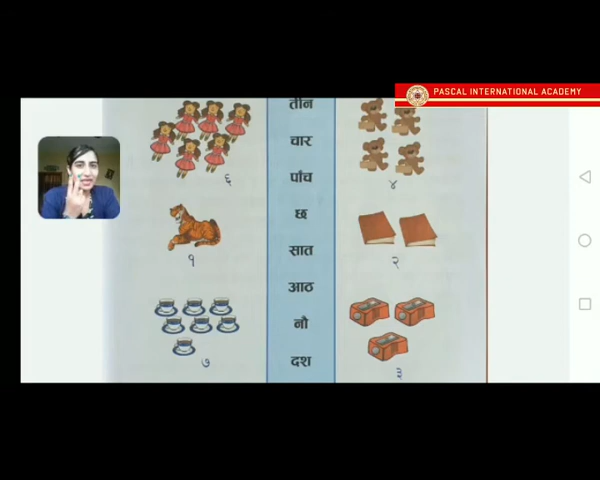 PASCAL INTERNATIONAL ACADEMY
तीन
चार
पाँच
छ
सात
आठ
नौ
दश
६
४
१
२
७
३